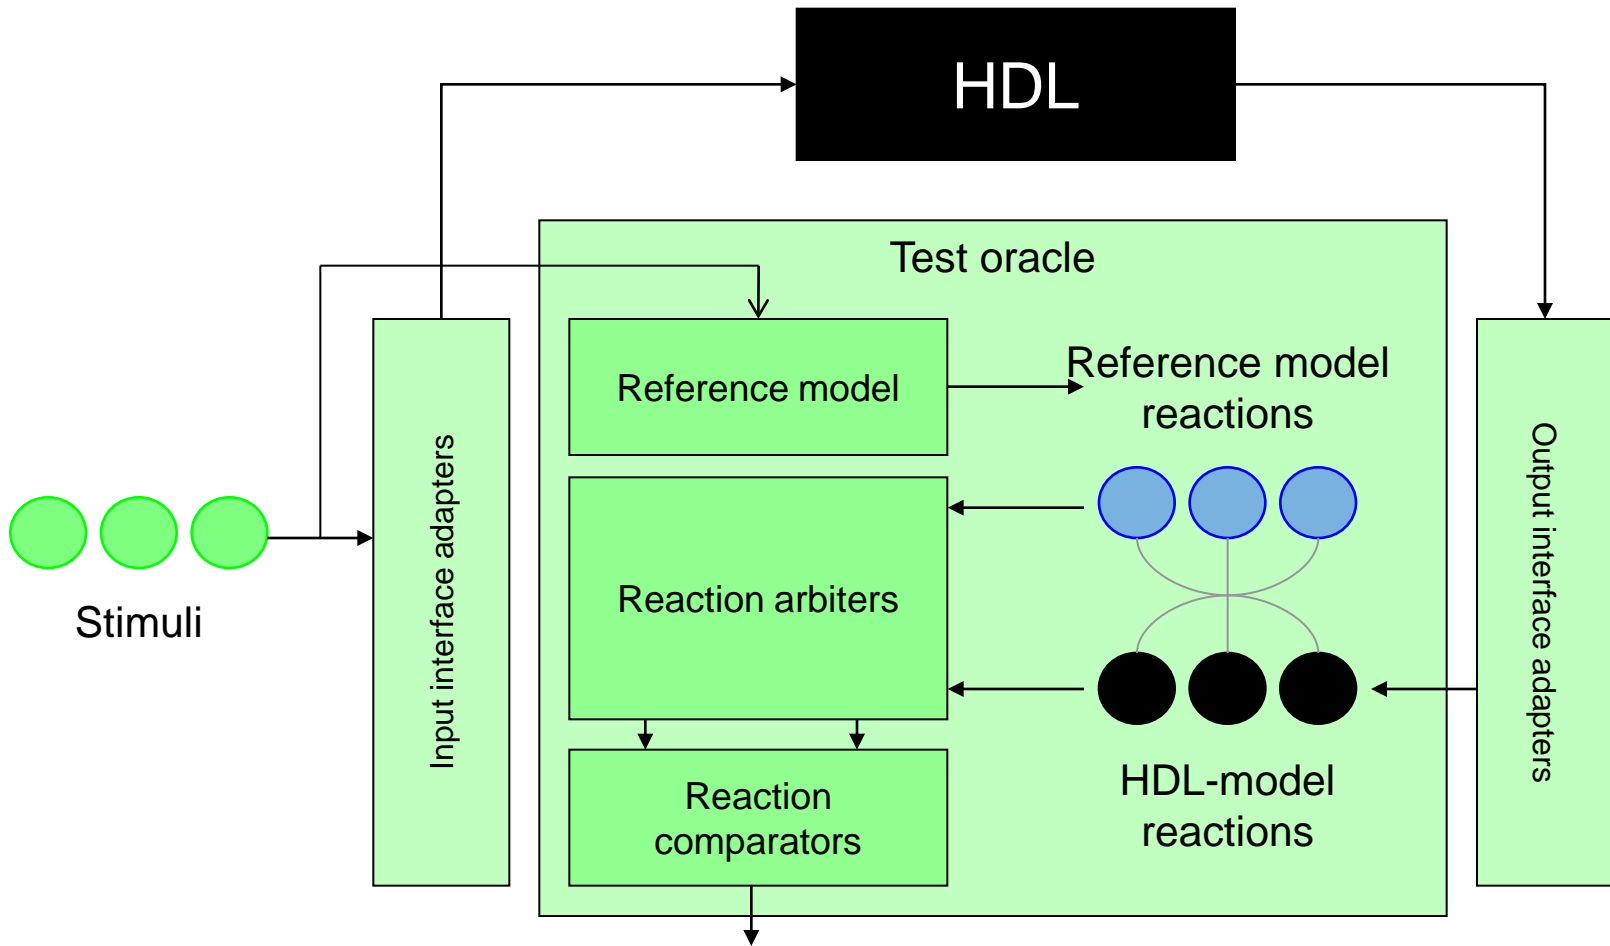 HDL
Test oracle
Reference model
Reference model
reactions
Input interface adapters
Stimuli
Reaction arbiters
Output interface adapters
Reaction
comparators
HDL-model
reactions